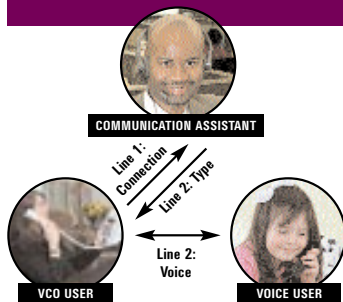 COMMUNICATION ASSISTANT
Line 1:
Connection
Line 2: Type
Line 2:
Voice
VCO USER
VOICE USER